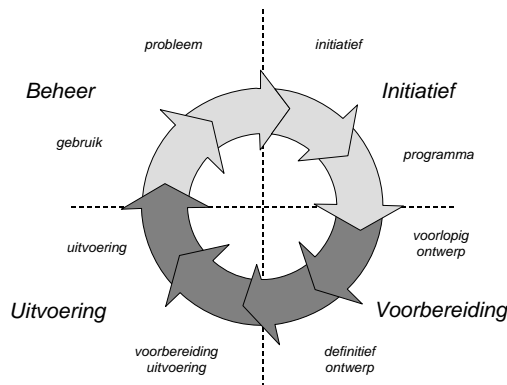 probleem
initiatief
Beheer
Initiatief
gebruik
programma
uitvoering
voorlopig
ontwerp
Uitvoering
Voorbereiding
voorbereiding
uitvoering
definitief
ontwerp